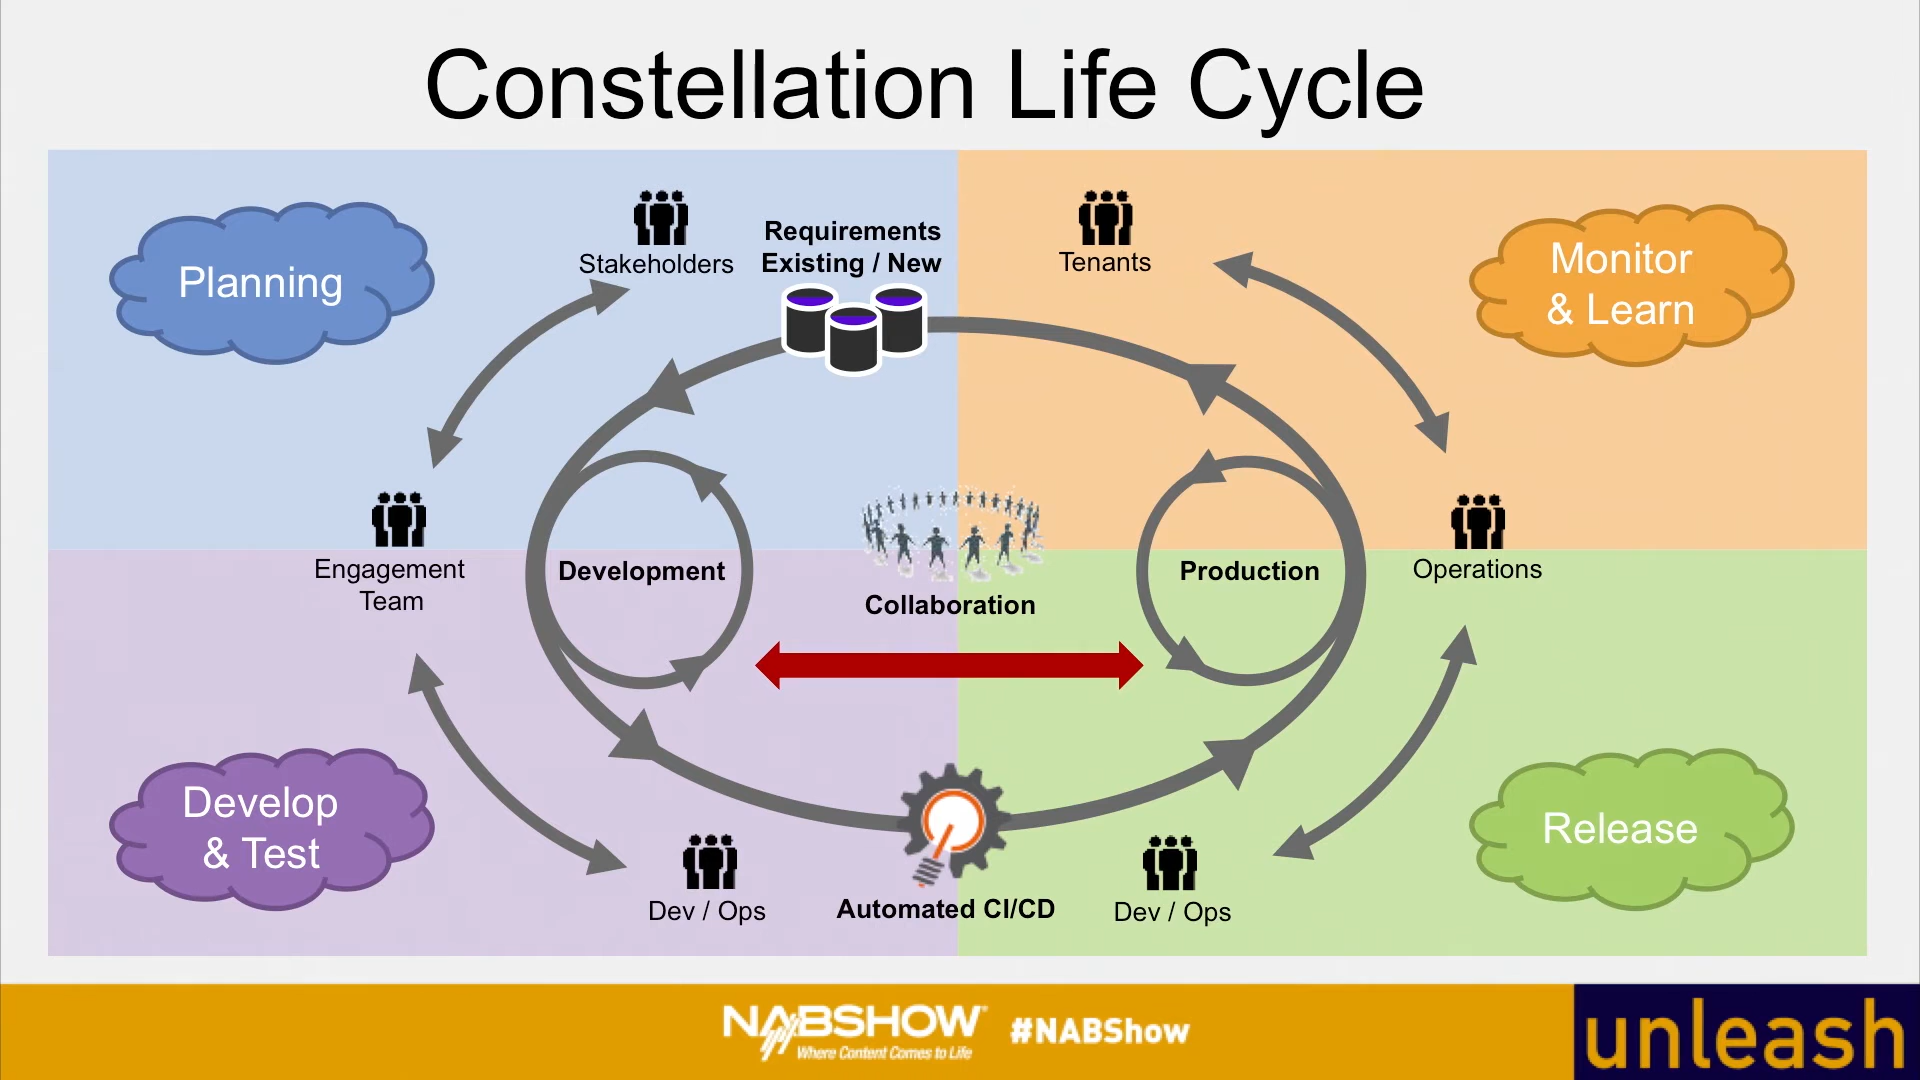 Constellation Life Cycle
Planning
Stakeholders
Requirements
Existing / New
Tenants
Monitor
& Learn
Engagement
Team
Development
Collaboration
Production
Operations
Develop
& Test
Dev / Ops
Automated CI/CD
Dev / Ops
Release
NABSHOW
Where Content Comes to Life
#NABShow
unleash